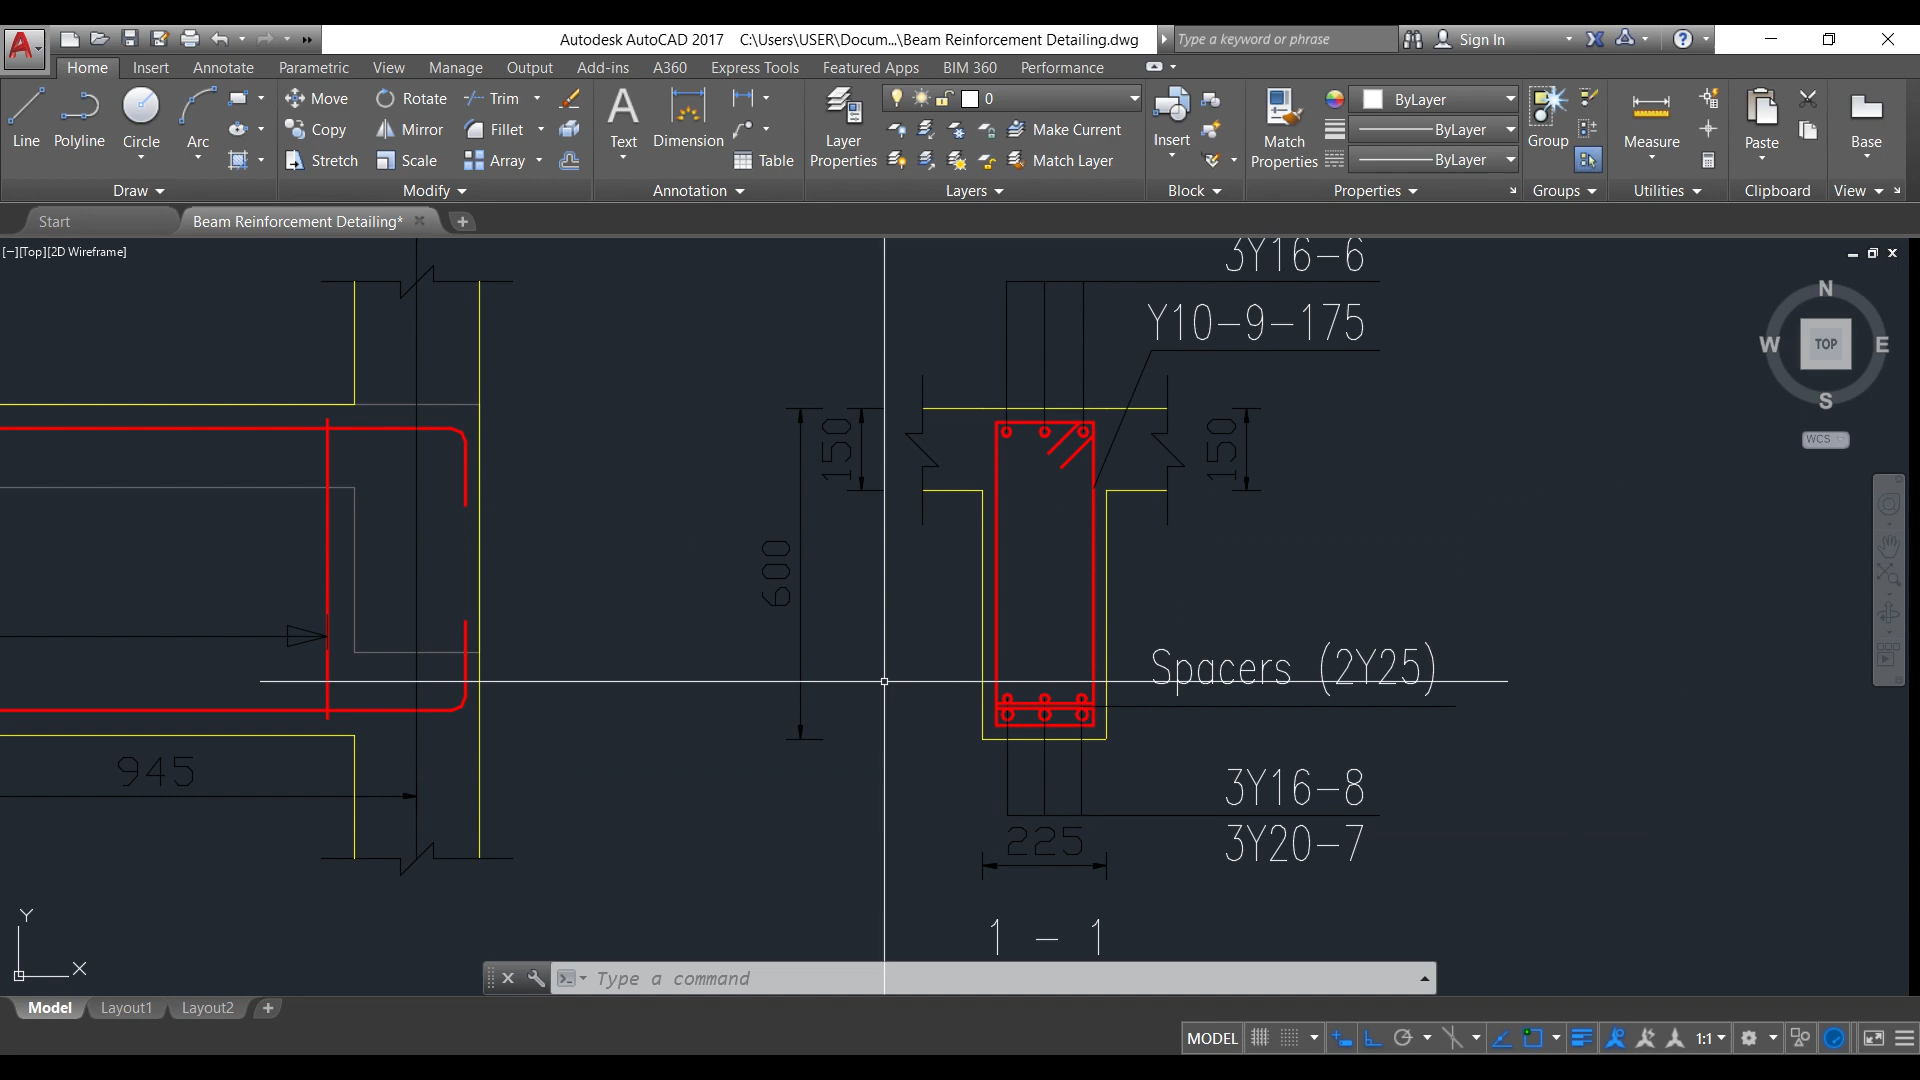 Autodesk AutoCAD 2017 C:\Users\USER\Docum...\Beam Reinforcement Detailing.dwg
Type a keyword or phrase
Sign In
Home Insert Annotate Parametric View Manage Output Add-ins A360 Express Tools Featured Apps BIM 360 Performance
Line
Polyline
Circle
Arc
Draw
Move Rotate Trim
Copy Mirror Fillet
Stretch Scale Array
Modify
Text
Dimension
Table
Annotation
Layer Properties
0
Make Current
Match Layer
Layers
Insert
Block
Match Properties
ByLayer
ByLayer
ByLayer
Properties
Group
Groups
Measure
Utilities
Paste
Clipboard
Base
View
Start
Beam Reinforcement Detailing*
[−][Top][2D Wireframe]
3Y16-6
Y10-9-175
150
150
600
Spacers (2Y25)
945
3Y16-8
225
3Y20-7
1 - 1
N
W
TOP
E
S
WCS
Y
X
Type a command
Model Layout1 Layout2
MODEL
1:1